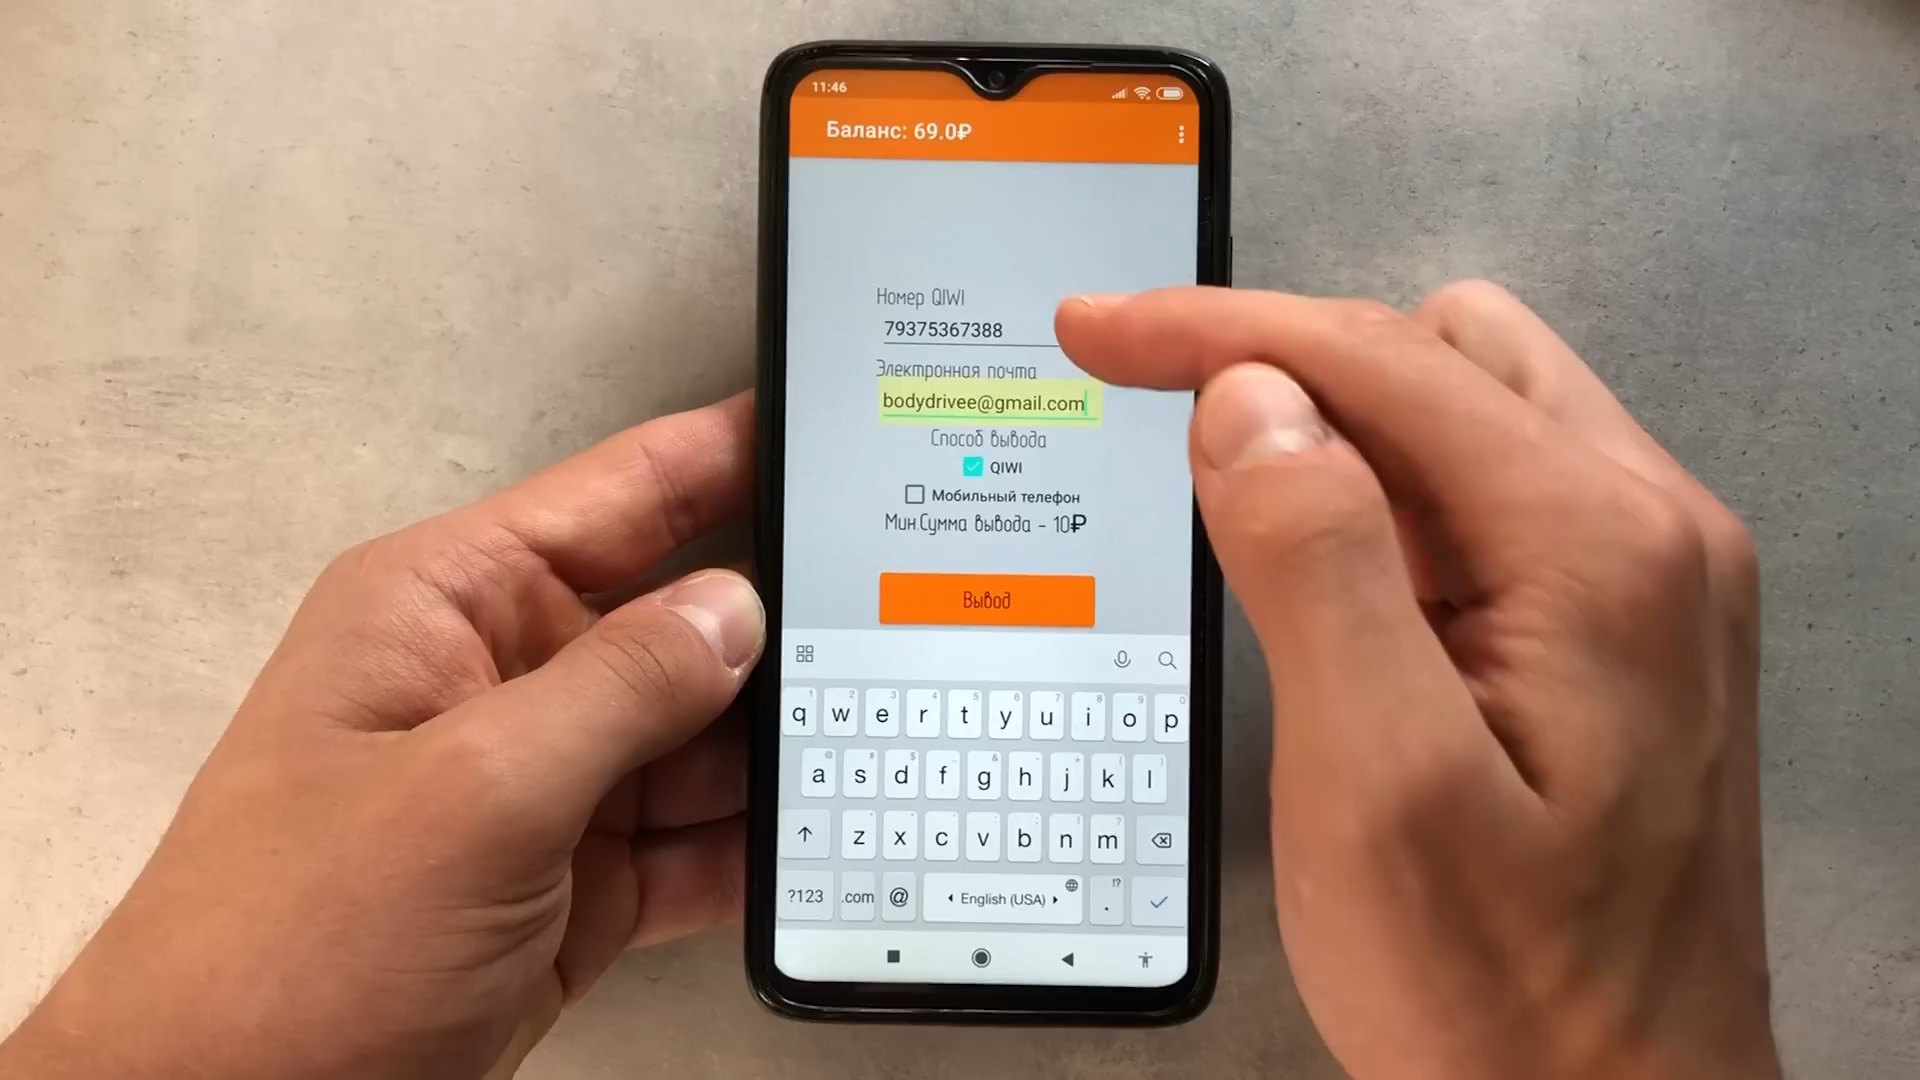 11:46
Баланс: 69.0₽
Номер QIWI
79375367388
Электронная почта
bodydrivee@gmail.com
Способ вывода
QIWI
Мобильный телефон
Мин.Сумма вывода - 10₽
Вывод
q w e r t y u i o p
a s d f g h j k l
z x c v b n m
?123 .com @ English (USA) . !?